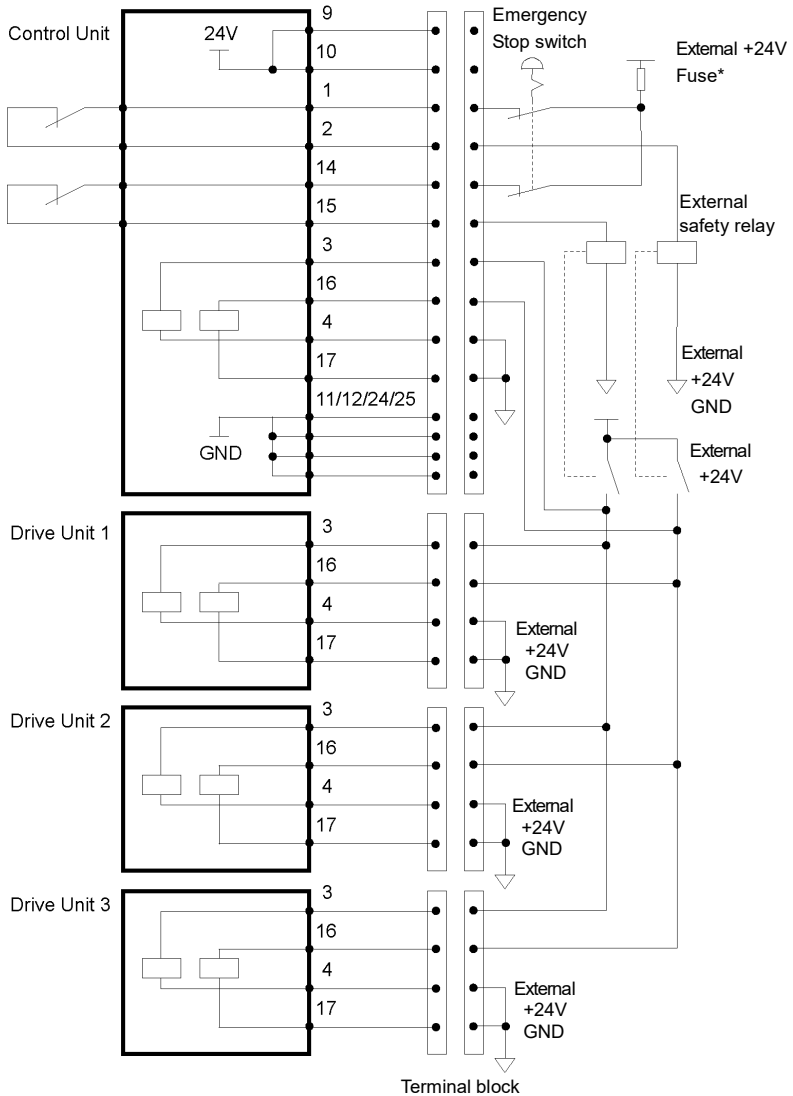 Control Unit
24V
9
10
1
2
14
15
3
16
4
17
11/12/24/25
GND
Emergency
Stop switch
External +24V
Fuse*
External
safety relay
External
+24V
GND
External
+24V
Drive Unit 1
3
16
4
17
External
+24V
GND
Drive Unit 2
3
16
4
17
External
+24V
GND
Drive Unit 3
3
16
4
17
External
+24V
GND
Terminal block